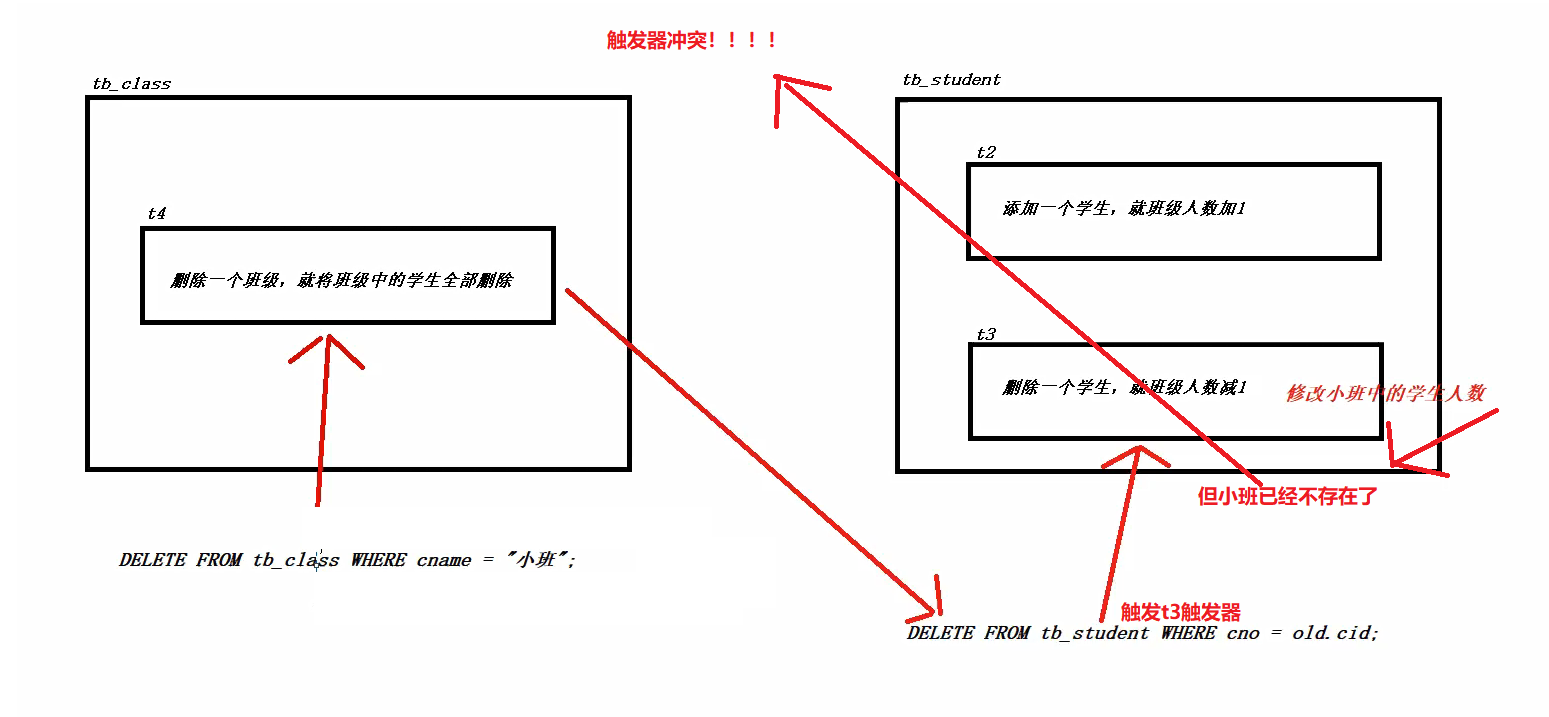 触发器冲突！！！！
tb_class
tb_student
t2
添加一个学生，就班级人数加1
t4
删除一个班级，就将班级中的学生全部删除
t3
删除一个学生，就班级人数减1
修改小班中的学生人数
但小班已经不存在了
DELETE FROM tb_class WHERE cname = "小班";
触发t3触发器
DELETE FROM tb_student WHERE cno = old.cid;